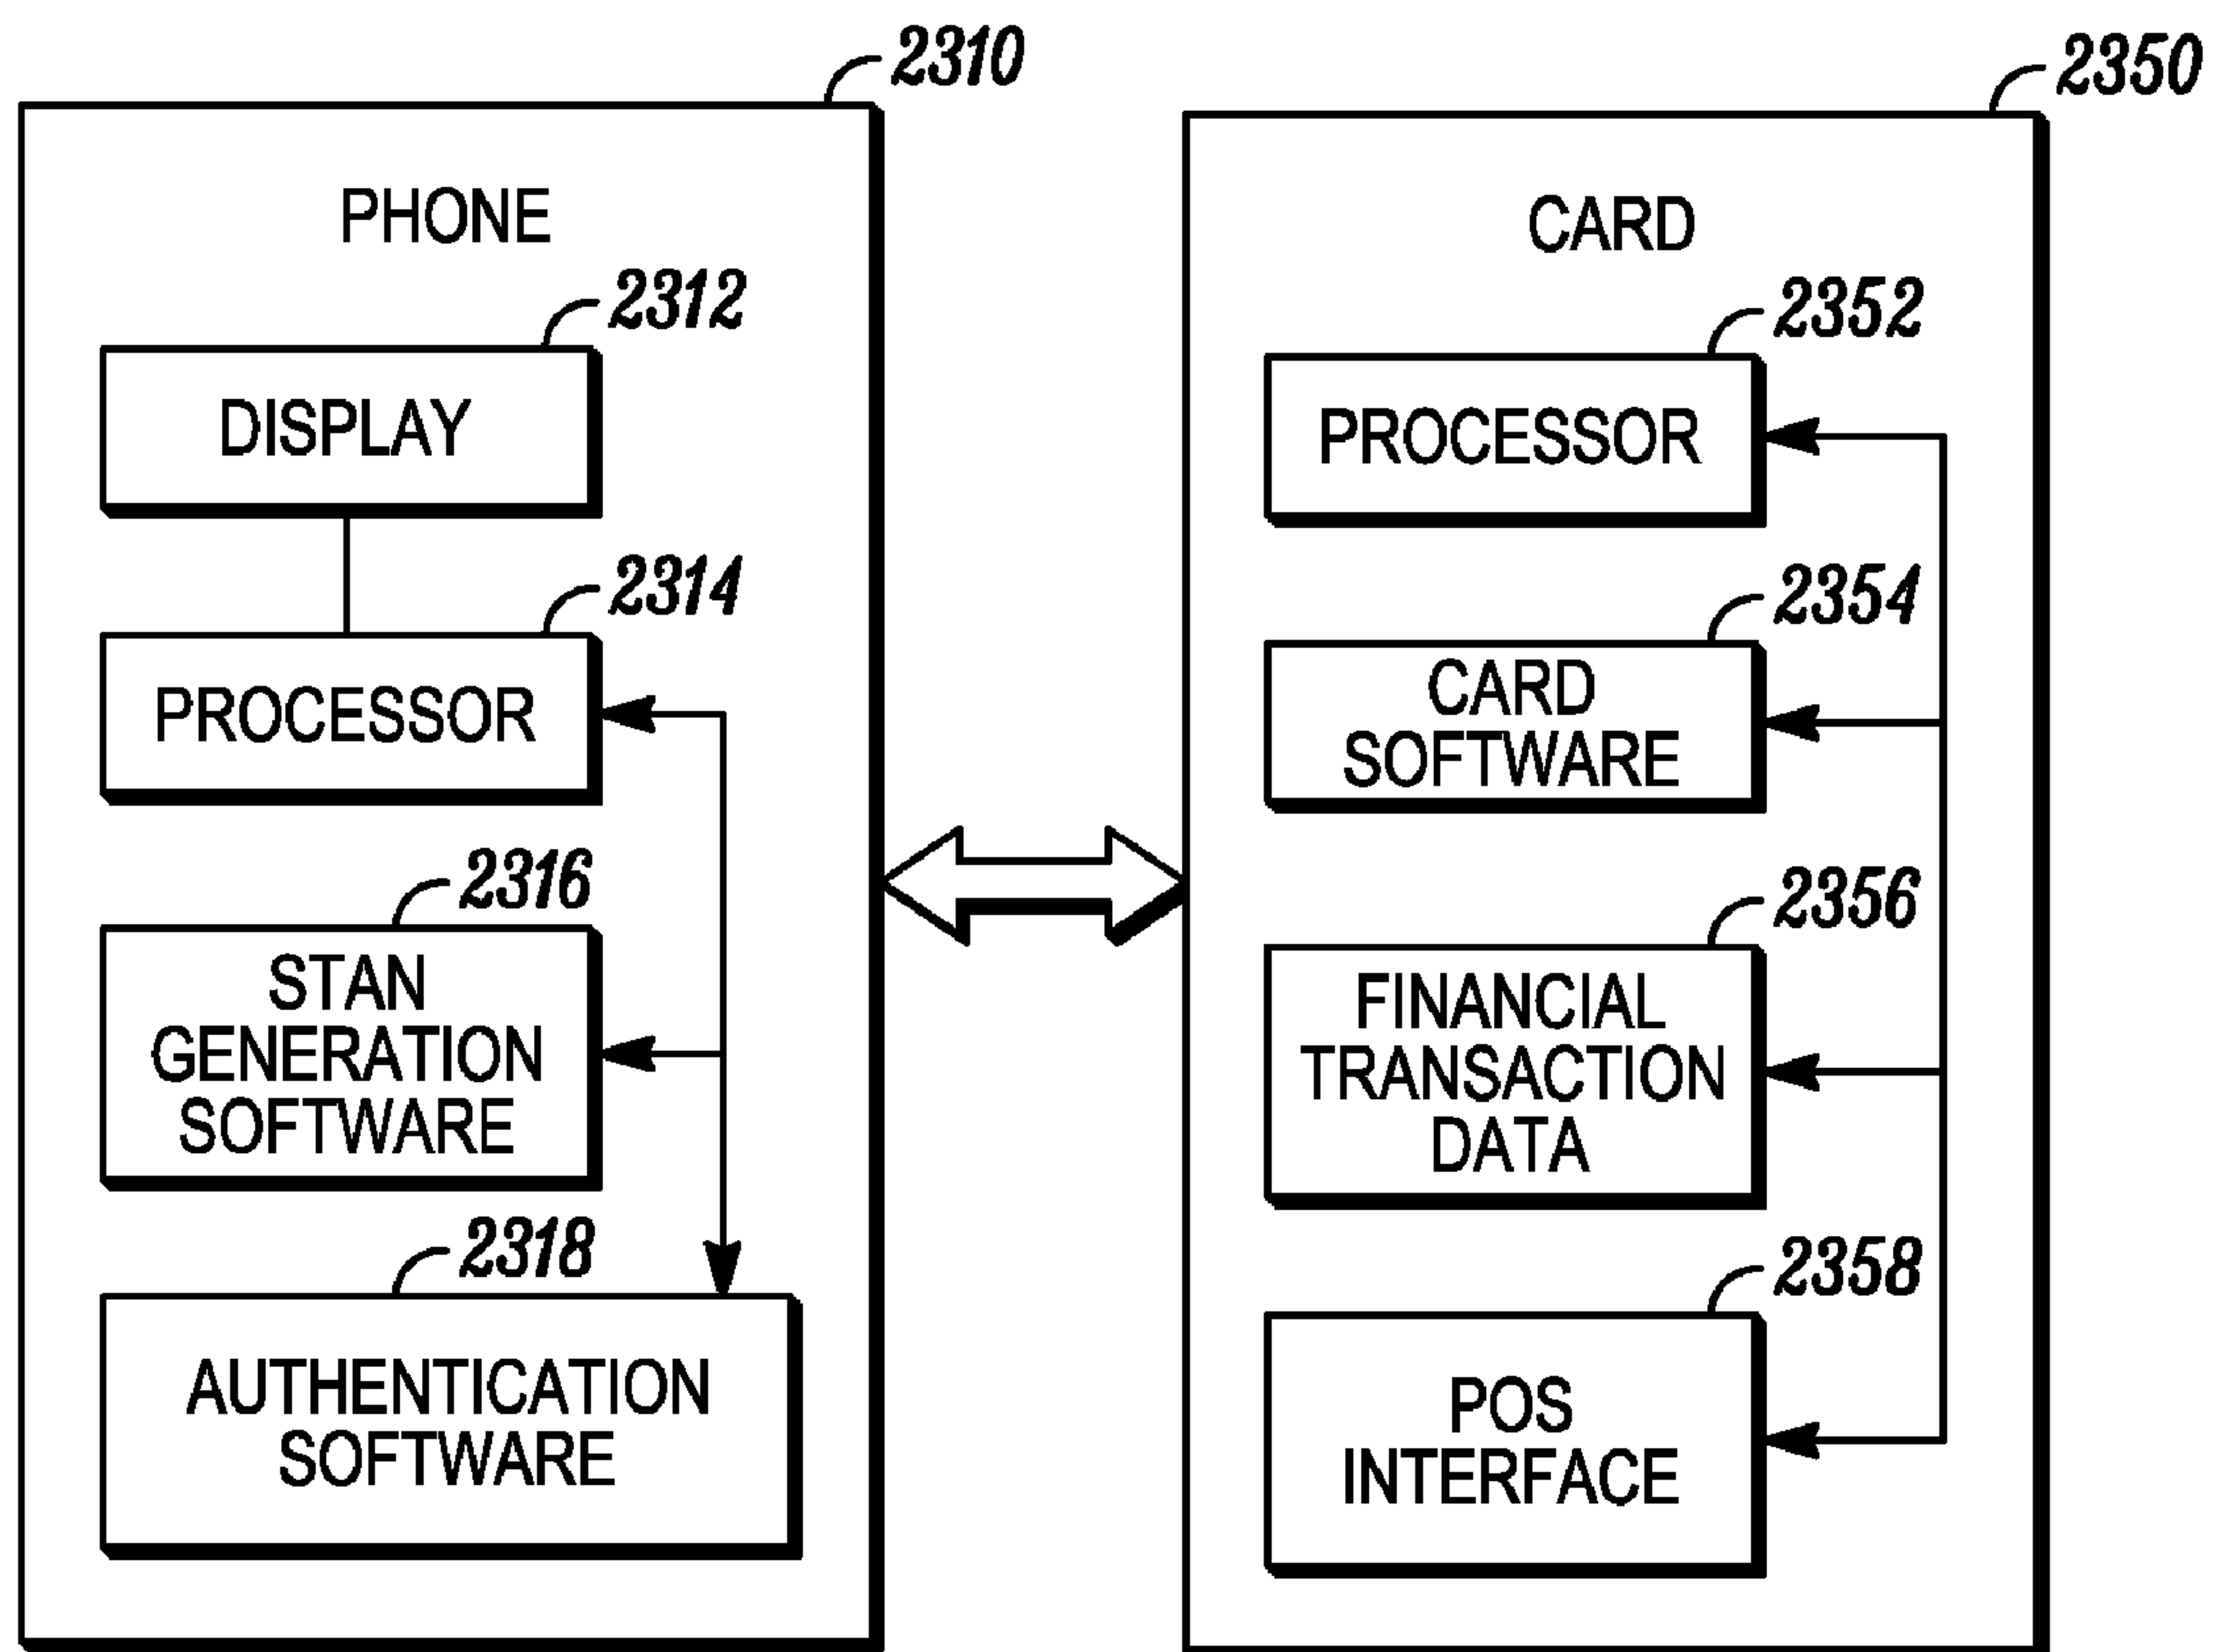 2310
PHONE
2312
DISPLAY
2314
PROCESSOR
2316
STAN
GENERATION
SOFTWARE
2318
AUTHENTICATION
SOFTWARE
2350
CARD
2352
PROCESSOR
2354
CARD
SOFTWARE
2356
FINANCIAL
TRANSACTION
DATA
2358
POS
INTERFACE